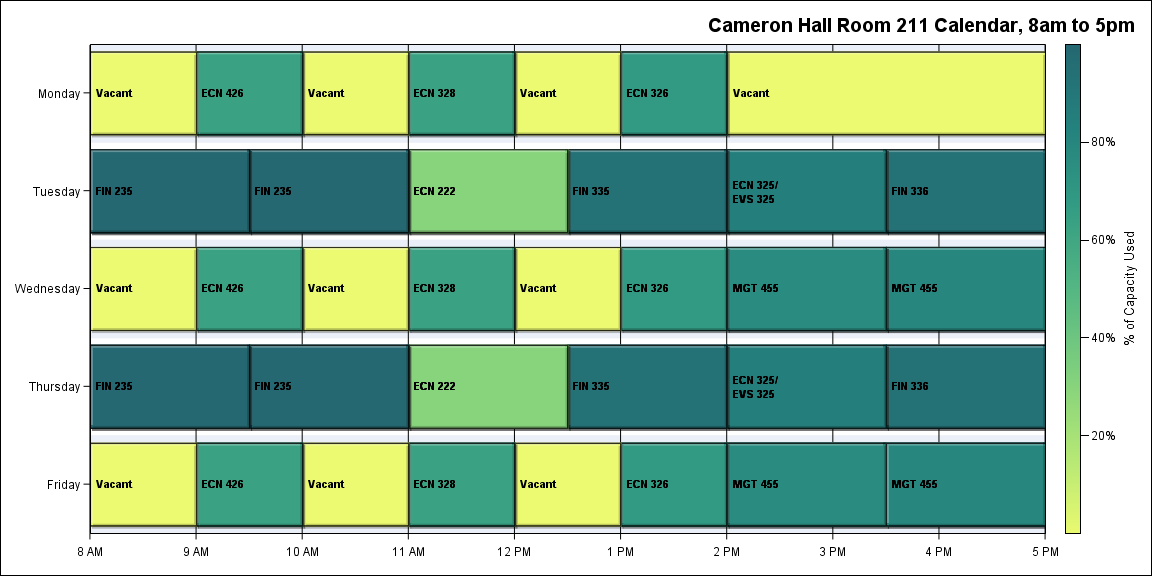 Cameron Hall Room 211 Calendar, 8am to 5pm
Monday
Vacant
ECN 426
Vacant
ECN 328
Vacant
ECN 326
Vacant
Tuesday
FIN 235
FIN 235
ECN 222
FIN 335
ECN 325/
EVS 325
FIN 336
Wednesday
Vacant
ECN 426
Vacant
ECN 328
Vacant
ECN 326
MGT 455
MGT 455
Thursday
FIN 235
FIN 235
ECN 222
FIN 335
ECN 325/
EVS 325
FIN 336
Friday
Vacant
ECN 426
Vacant
ECN 328
Vacant
ECN 326
MGT 455
MGT 455
8 AM
9 AM
10 AM
11 AM
12 PM
1 PM
2 PM
3 PM
4 PM
5 PM
80%
60%
40%
20%
% of Capacity Used